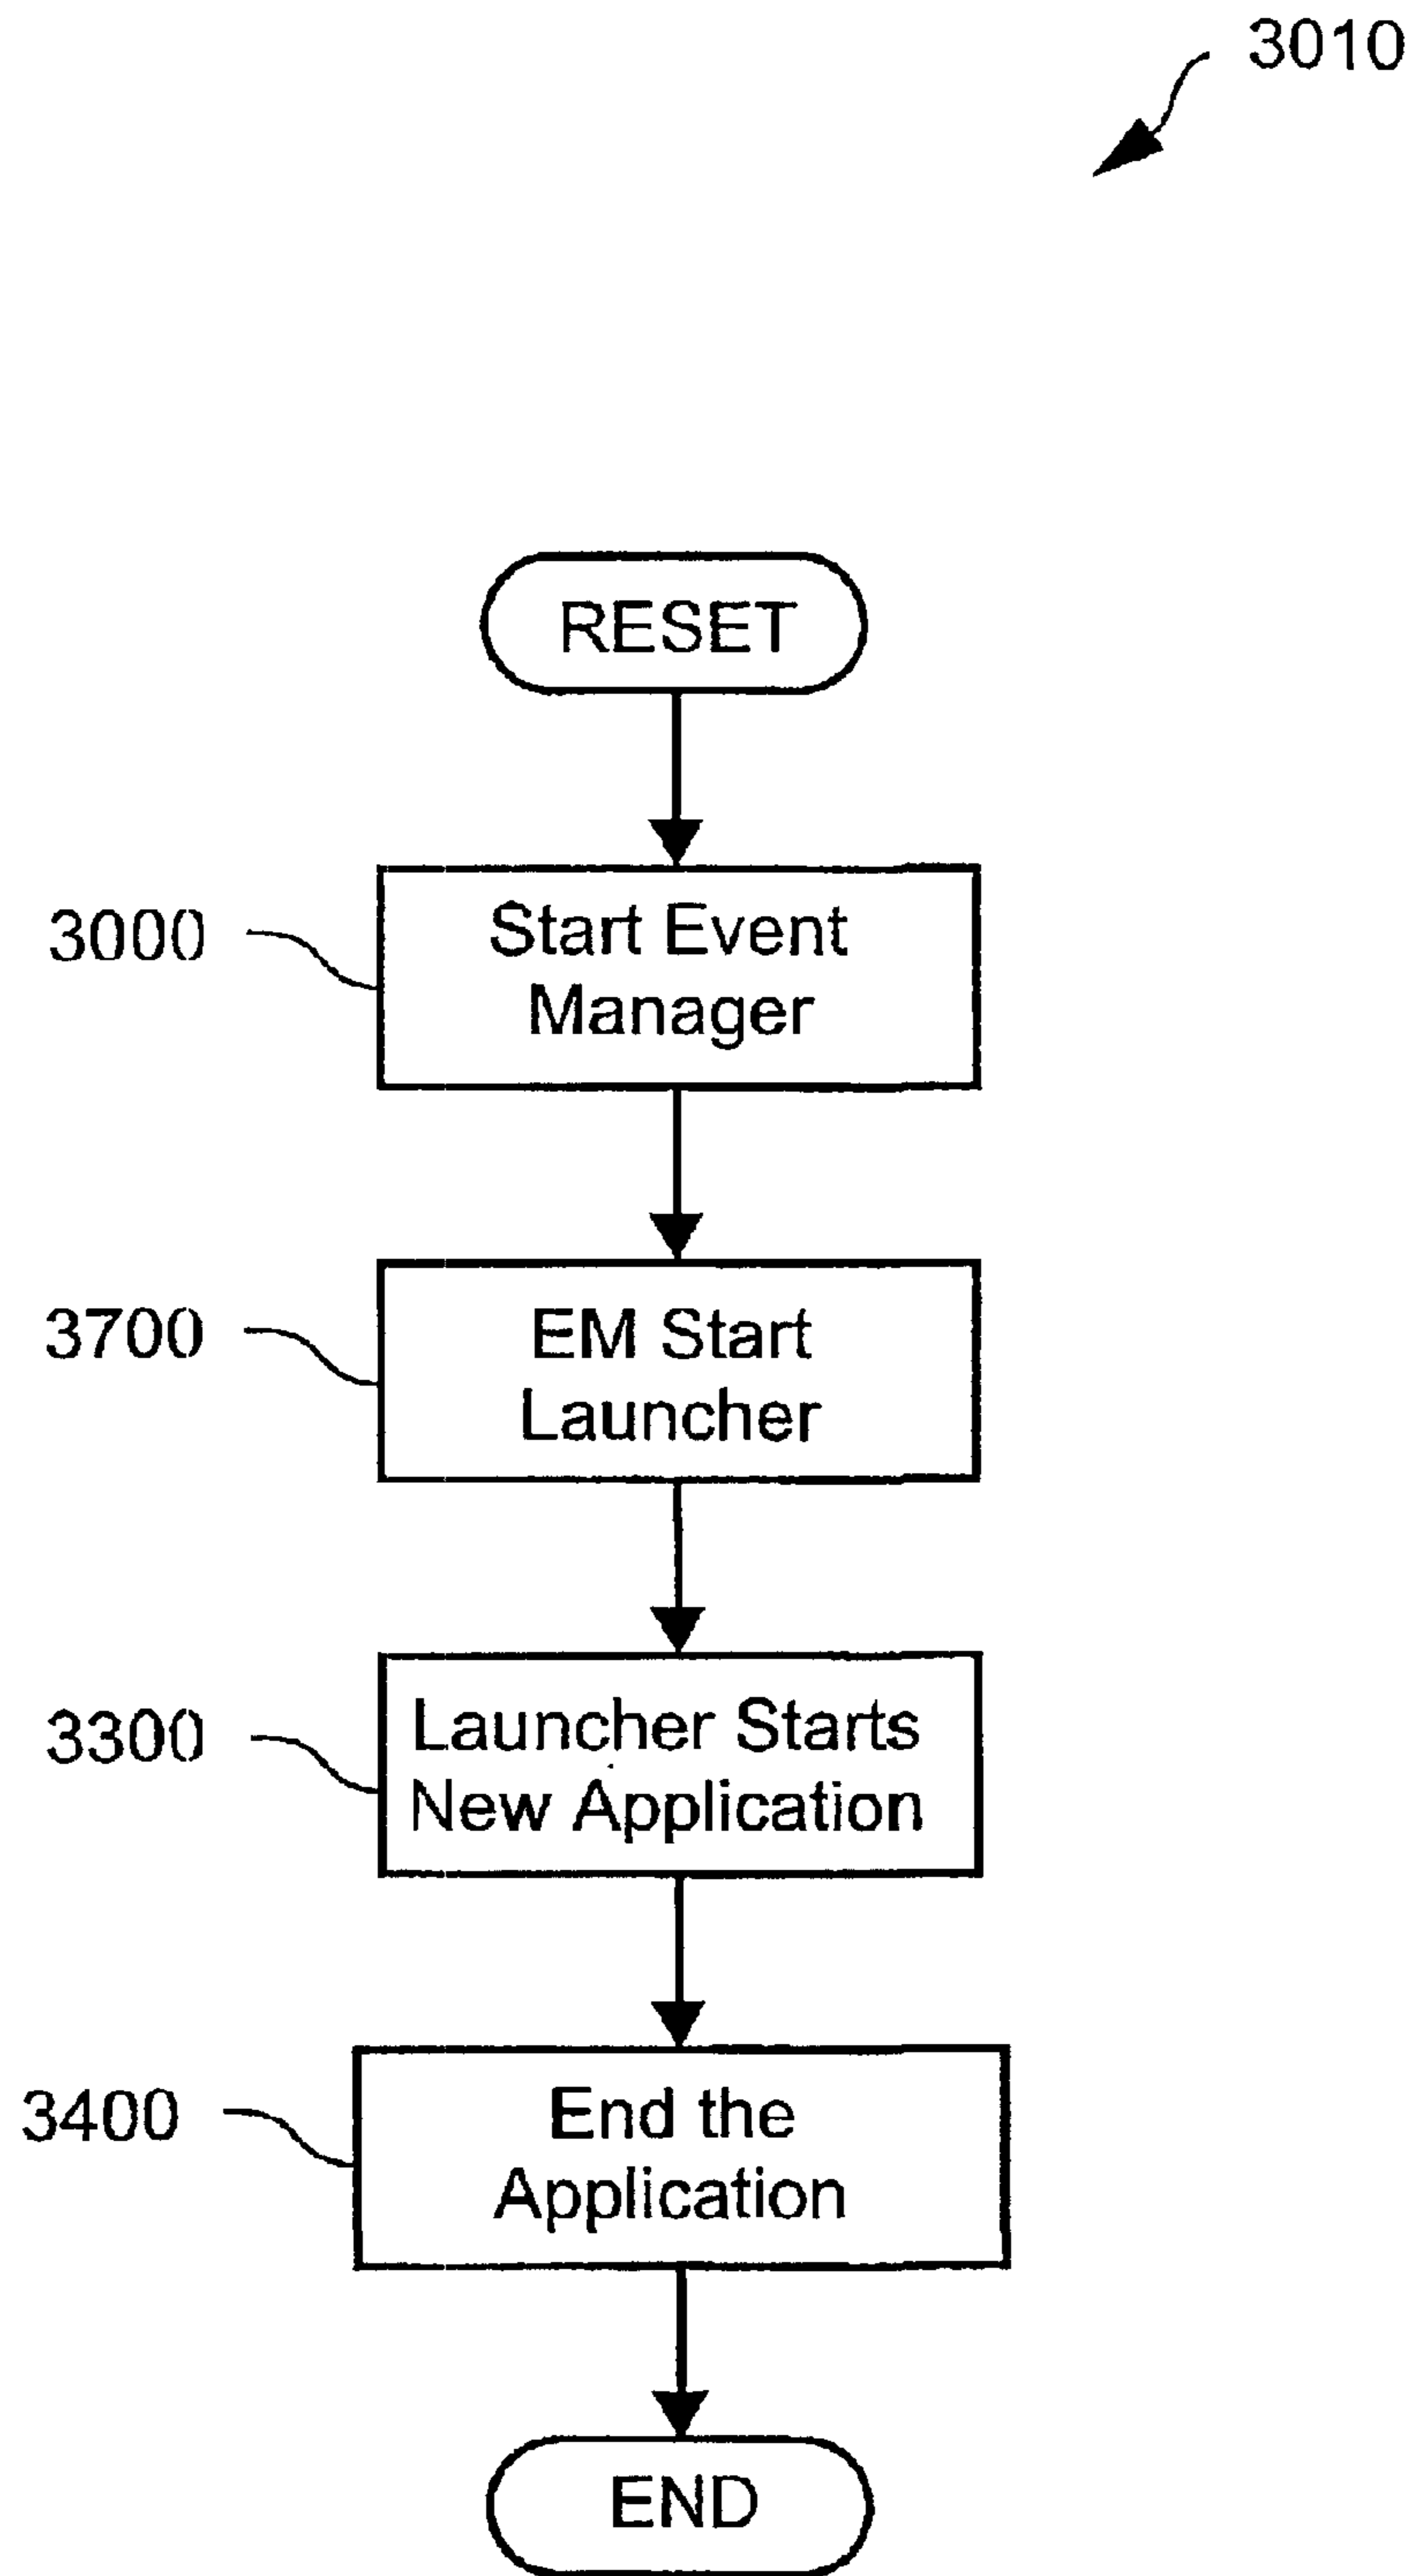 3010
RESET
3000
Start Event
Manager
3700
EM Start
Launcher
3300
Launcher Starts
New Application
3400
End the
Application
END